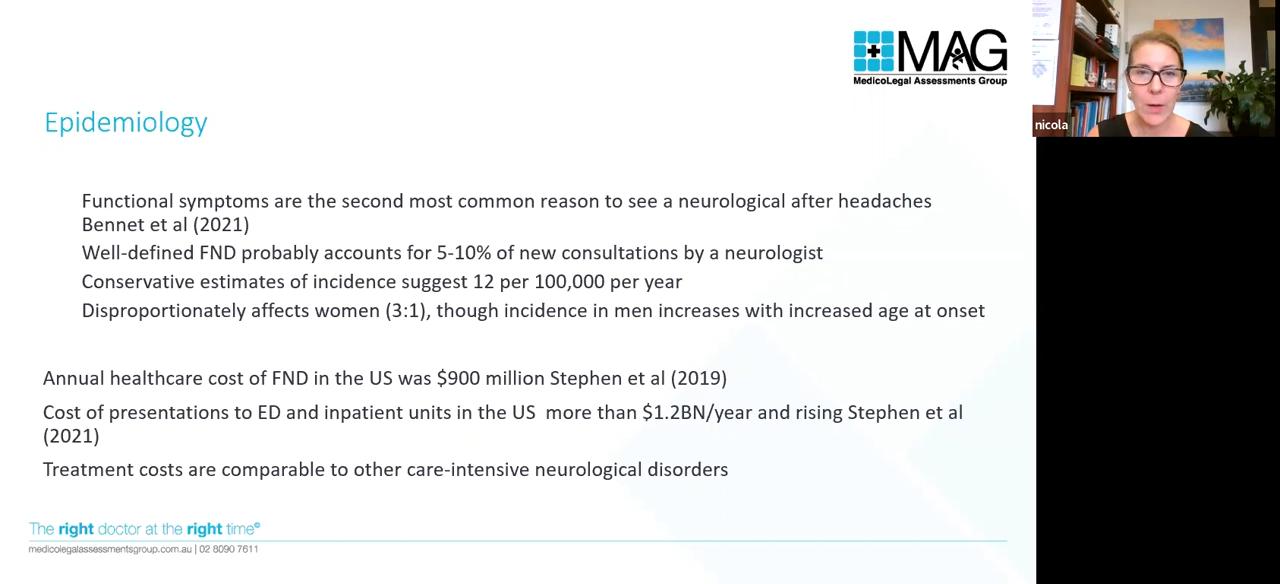 MAG
MedicoLegal Assessments Group
nicola
Epidemiology
Functional symptoms are the second most common reason to see a neurological after headaches
Bennet et al (2021)
Well-defined FND probably accounts for 5-10% of new consultations by a neurologist
Conservative estimates of incidence suggest 12 per 100,000 per year
Disproportionately affects women (3:1), though incidence in men increases with increased age at onset
Annual healthcare cost of FND in the US was $900 million Stephen et al (2019)
Cost of presentations to ED and inpatient units in the US  more than $1.2BN/year and rising Stephen et al
(2021)
Treatment costs are comparable to other care-intensive neurological disorders
The right doctor at the right time©
medicolegalassessmentsgroup.com.au | 02 8090 7611